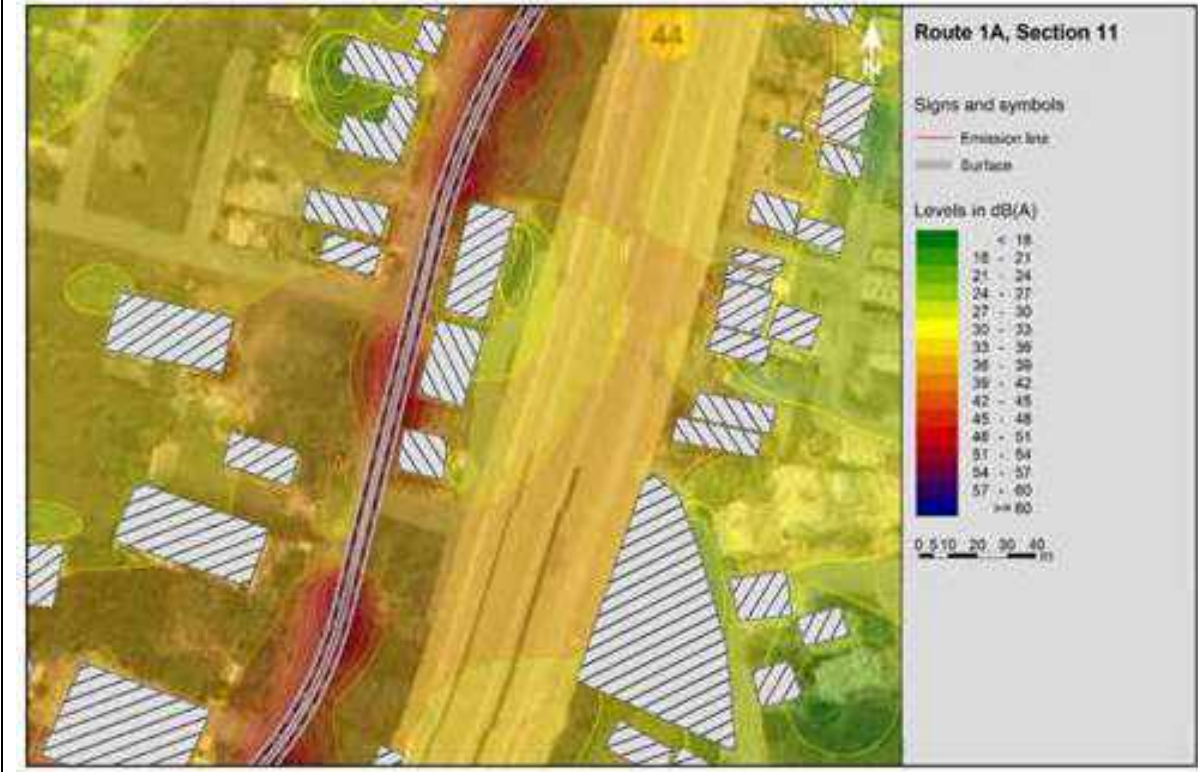 44
N
Route 1A, Section 11
Signs and symbols
Emission line
Surface
Levels in dB(A)
< 18
18 - 21
21 - 24
24 - 27
27 - 30
30 - 33
33 - 36
36 - 39
39 - 42
42 - 45
45 - 48
48 - 51
51 - 54
54 - 57
57 - 60
>= 60
0 5 10 20 30 40
m